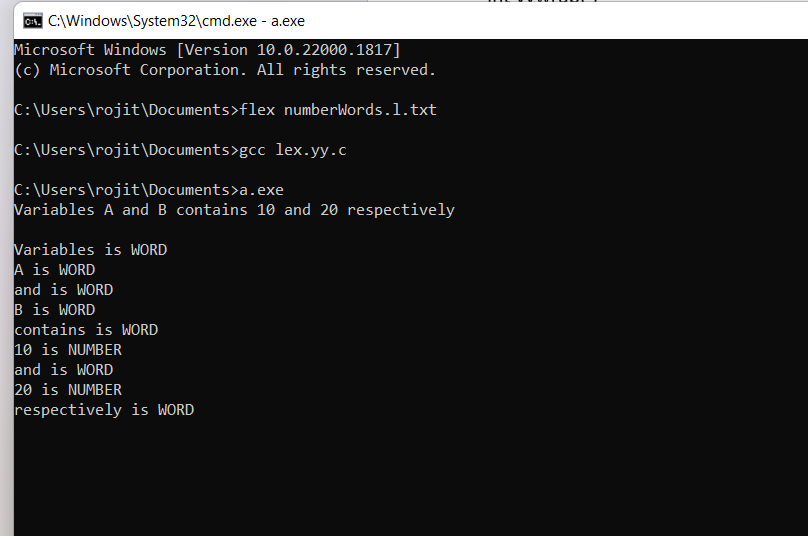 C:\Windows\System32\cmd.exe - a.exe
Microsoft Windows [Version 10.0.22000.1817]
(c) Microsoft Corporation. All rights reserved.
C:\Users\rojit\Documents>flex numberWords.l.txt
C:\Users\rojit\Documents>gcc lex.yy.c
C:\Users\rojit\Documents>a.exe
Variables A and B contains 10 and 20 respectively
Variables is WORD
A is WORD
and is WORD
B is WORD
contains is WORD
10 is NUMBER
and is WORD
20 is NUMBER
respectively is WORD